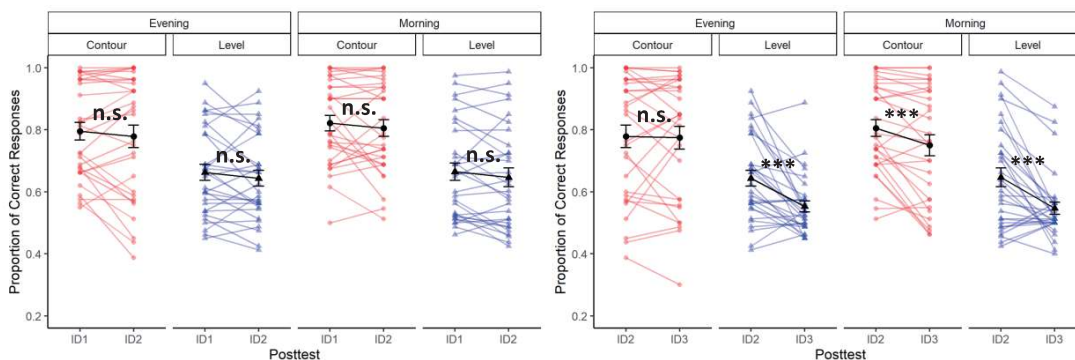 Evening Morning
Contour Level Contour Level
Proportion of Correct Responses
1.0
0.8
0.6
0.4
0.2
n.s. n.s. n.s. n.s.
ID1 ID2 ID1 ID2 ID1 ID2 ID1 ID2
Posttest
Evening Morning
Contour Level Contour Level
Proportion of Correct Responses
1.0
0.8
0.6
0.4
0.2
n.s. *** *** ***
ID2 ID3 ID2 ID3 ID2 ID3 ID2 ID3
Posttest